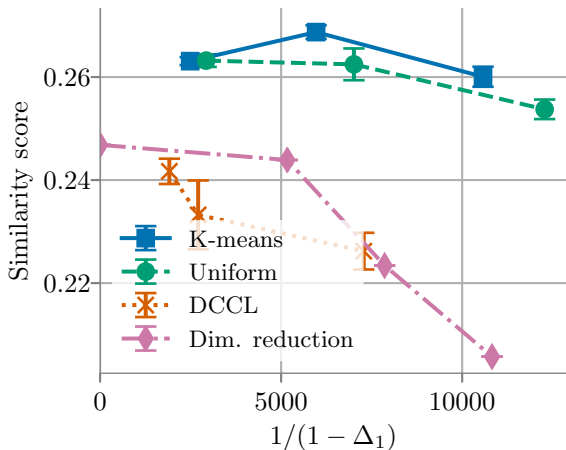 Similarity score
0.26
0.24
0.22
K-means
Uniform
DCCL
Dim. reduction
0
5000
10000
1/(1 − Δ₁)